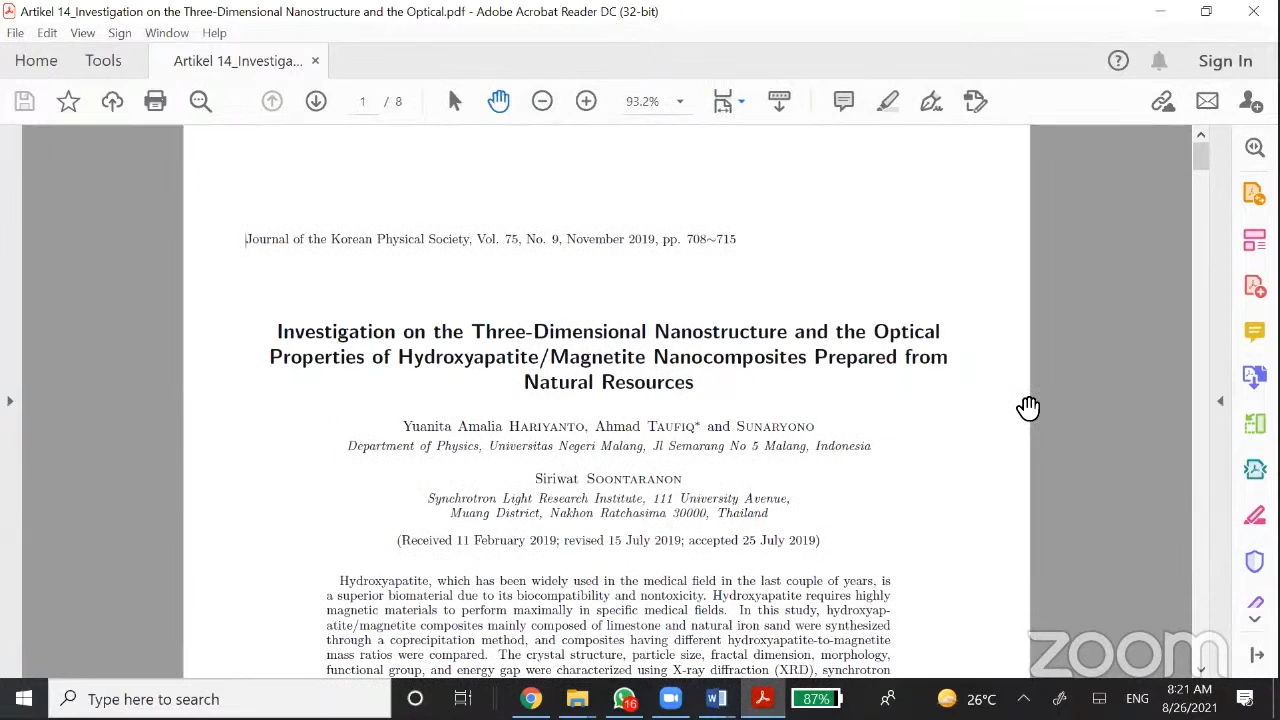 Artikel 14_Investigation on the Three-Dimensional Nanostructure and the Optical.pdf - Adobe Acrobat Reader DC (32-bit)
File Edit View Sign Window Help
Home Tools Artikel 14_Investiga... Sign In
1 / 8 93.2%
Journal of the Korean Physical Society, Vol. 75, No. 9, November 2019, pp. 708~715
Investigation on the Three-Dimensional Nanostructure and the Optical
Properties of Hydroxyapatite/Magnetite Nanocomposites Prepared from
Natural Resources
Yuanita Amalia HARIYANTO, Ahmad TAUFIQ* and SUNARYONO
Department of Physics, Universitas Negeri Malang, Jl Semarang No 5 Malang, Indonesia
Siriwat SOONTARANON
Synchrotron Light Research Institute, 111 University Avenue,
Muang District, Nakhon Ratchasima 30000, Thailand
(Received 11 February 2019; revised 15 July 2019; accepted 25 July 2019)
Hydroxyapatite, which has been widely used in the medical field in the last couple of years, is
a superior biomaterial due to its biocompatibility and nontoxicity. Hydroxyapatite requires highly
magnetic materials to perform maximally in specific medical fields. In this study, hydroxyap-
atite/magnetite composites mainly composed of limestone and natural iron sand were synthesized
through a coprecipitation method, and composites having different hydroxyapatite-to-magnetite
mass ratios were compared. The crystal structure, particle size, fractal dimension, morphology,
functional group, and energy gap were characterized using X-ray diffraction (XRD), synchrotron
zoom
Type here to search
16
87%
26°C
ENG
8:21 AM
8/26/2021